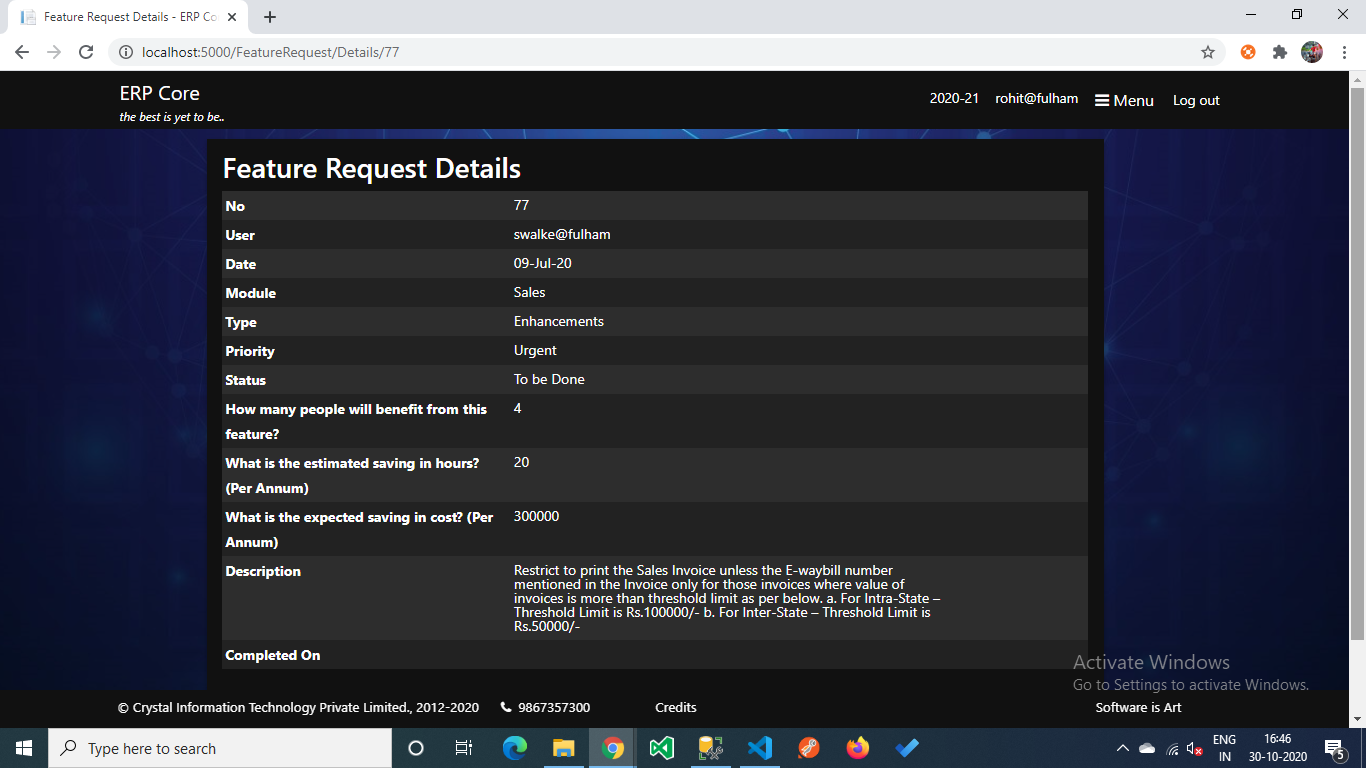 Feature Request Details - ERP Co
localhost:5000/FeatureRequest/Details/77
ERP Core
the best is yet to be..
2020-21 rohit@fulham Menu Log out
Feature Request Details
No 77
User swalke@fulham
Date 09-Jul-20
Module Sales
Type Enhancements
Priority Urgent
Status To be Done
How many people will benefit from this 4
feature?
What is the estimated saving in hours? 20
(Per Annum)
What is the expected saving in cost? (Per 300000
Annum)
Description Restrict to print the Sales Invoice unless the E-waybill number
mentioned in the Invoice only for those invoices where value of
invoices is more than threshold limit as per below. a. For Intra-State –
Threshold Limit is Rs.100000/- b. For Inter-State – Threshold Limit is
Rs.50000/-
Completed On
Activate Windows
Go to Settings to activate Windows.
© Crystal Information Technology Private Limited., 2012-2020 9867357300 Credits Software is Art
Type here to search
ENG 16:46
IN 30-10-2020
5